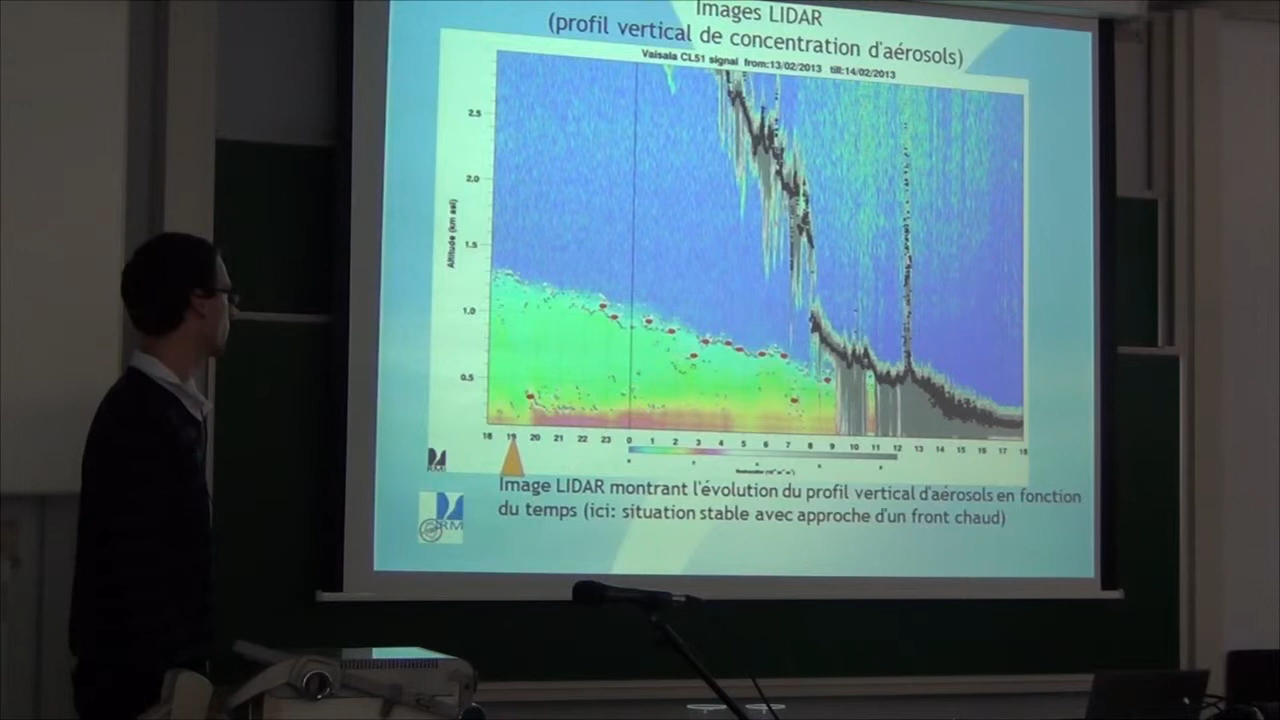 Images LIDAR
(profil vertical de concentration d'aérosols)
Vaisala CL51 signal from:13/02/2013 till:14/02/2013
2.5
2.0
1.5
1.0
0.5
Altitude (km asl)
18 19 20 21 22 23 0 1 2 3 4 5 6 7 8 9 10 11 12 13 14 15 16 17 18
RMI
Image LIDAR montrant l'évolution du profil vertical d'aérosols en fonction
du temps (ici: situation stable avec approche d'un front chaud)